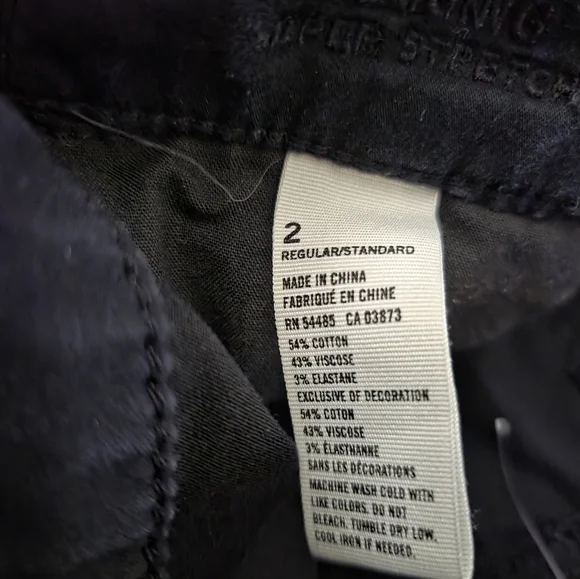 SUPER STRETCH
2
REGULAR/STANDARD
MADE IN CHINA
FABRIQUÉ EN CHINE
RN 54485 CA 03873
54% COTTON
43% VISCOSE
3% ELASTANE
EXCLUSIVE OF DECORATION
54% COTON
43% VISCOSE
3% ÉLASTHANNE
SANS LES DÉCORATIONS
MACHINE WASH COLD WITH
LIKE COLORS. DO NOT
BLEACH. TUMBLE DRY LOW.
COOL IRON IF NEEDED.